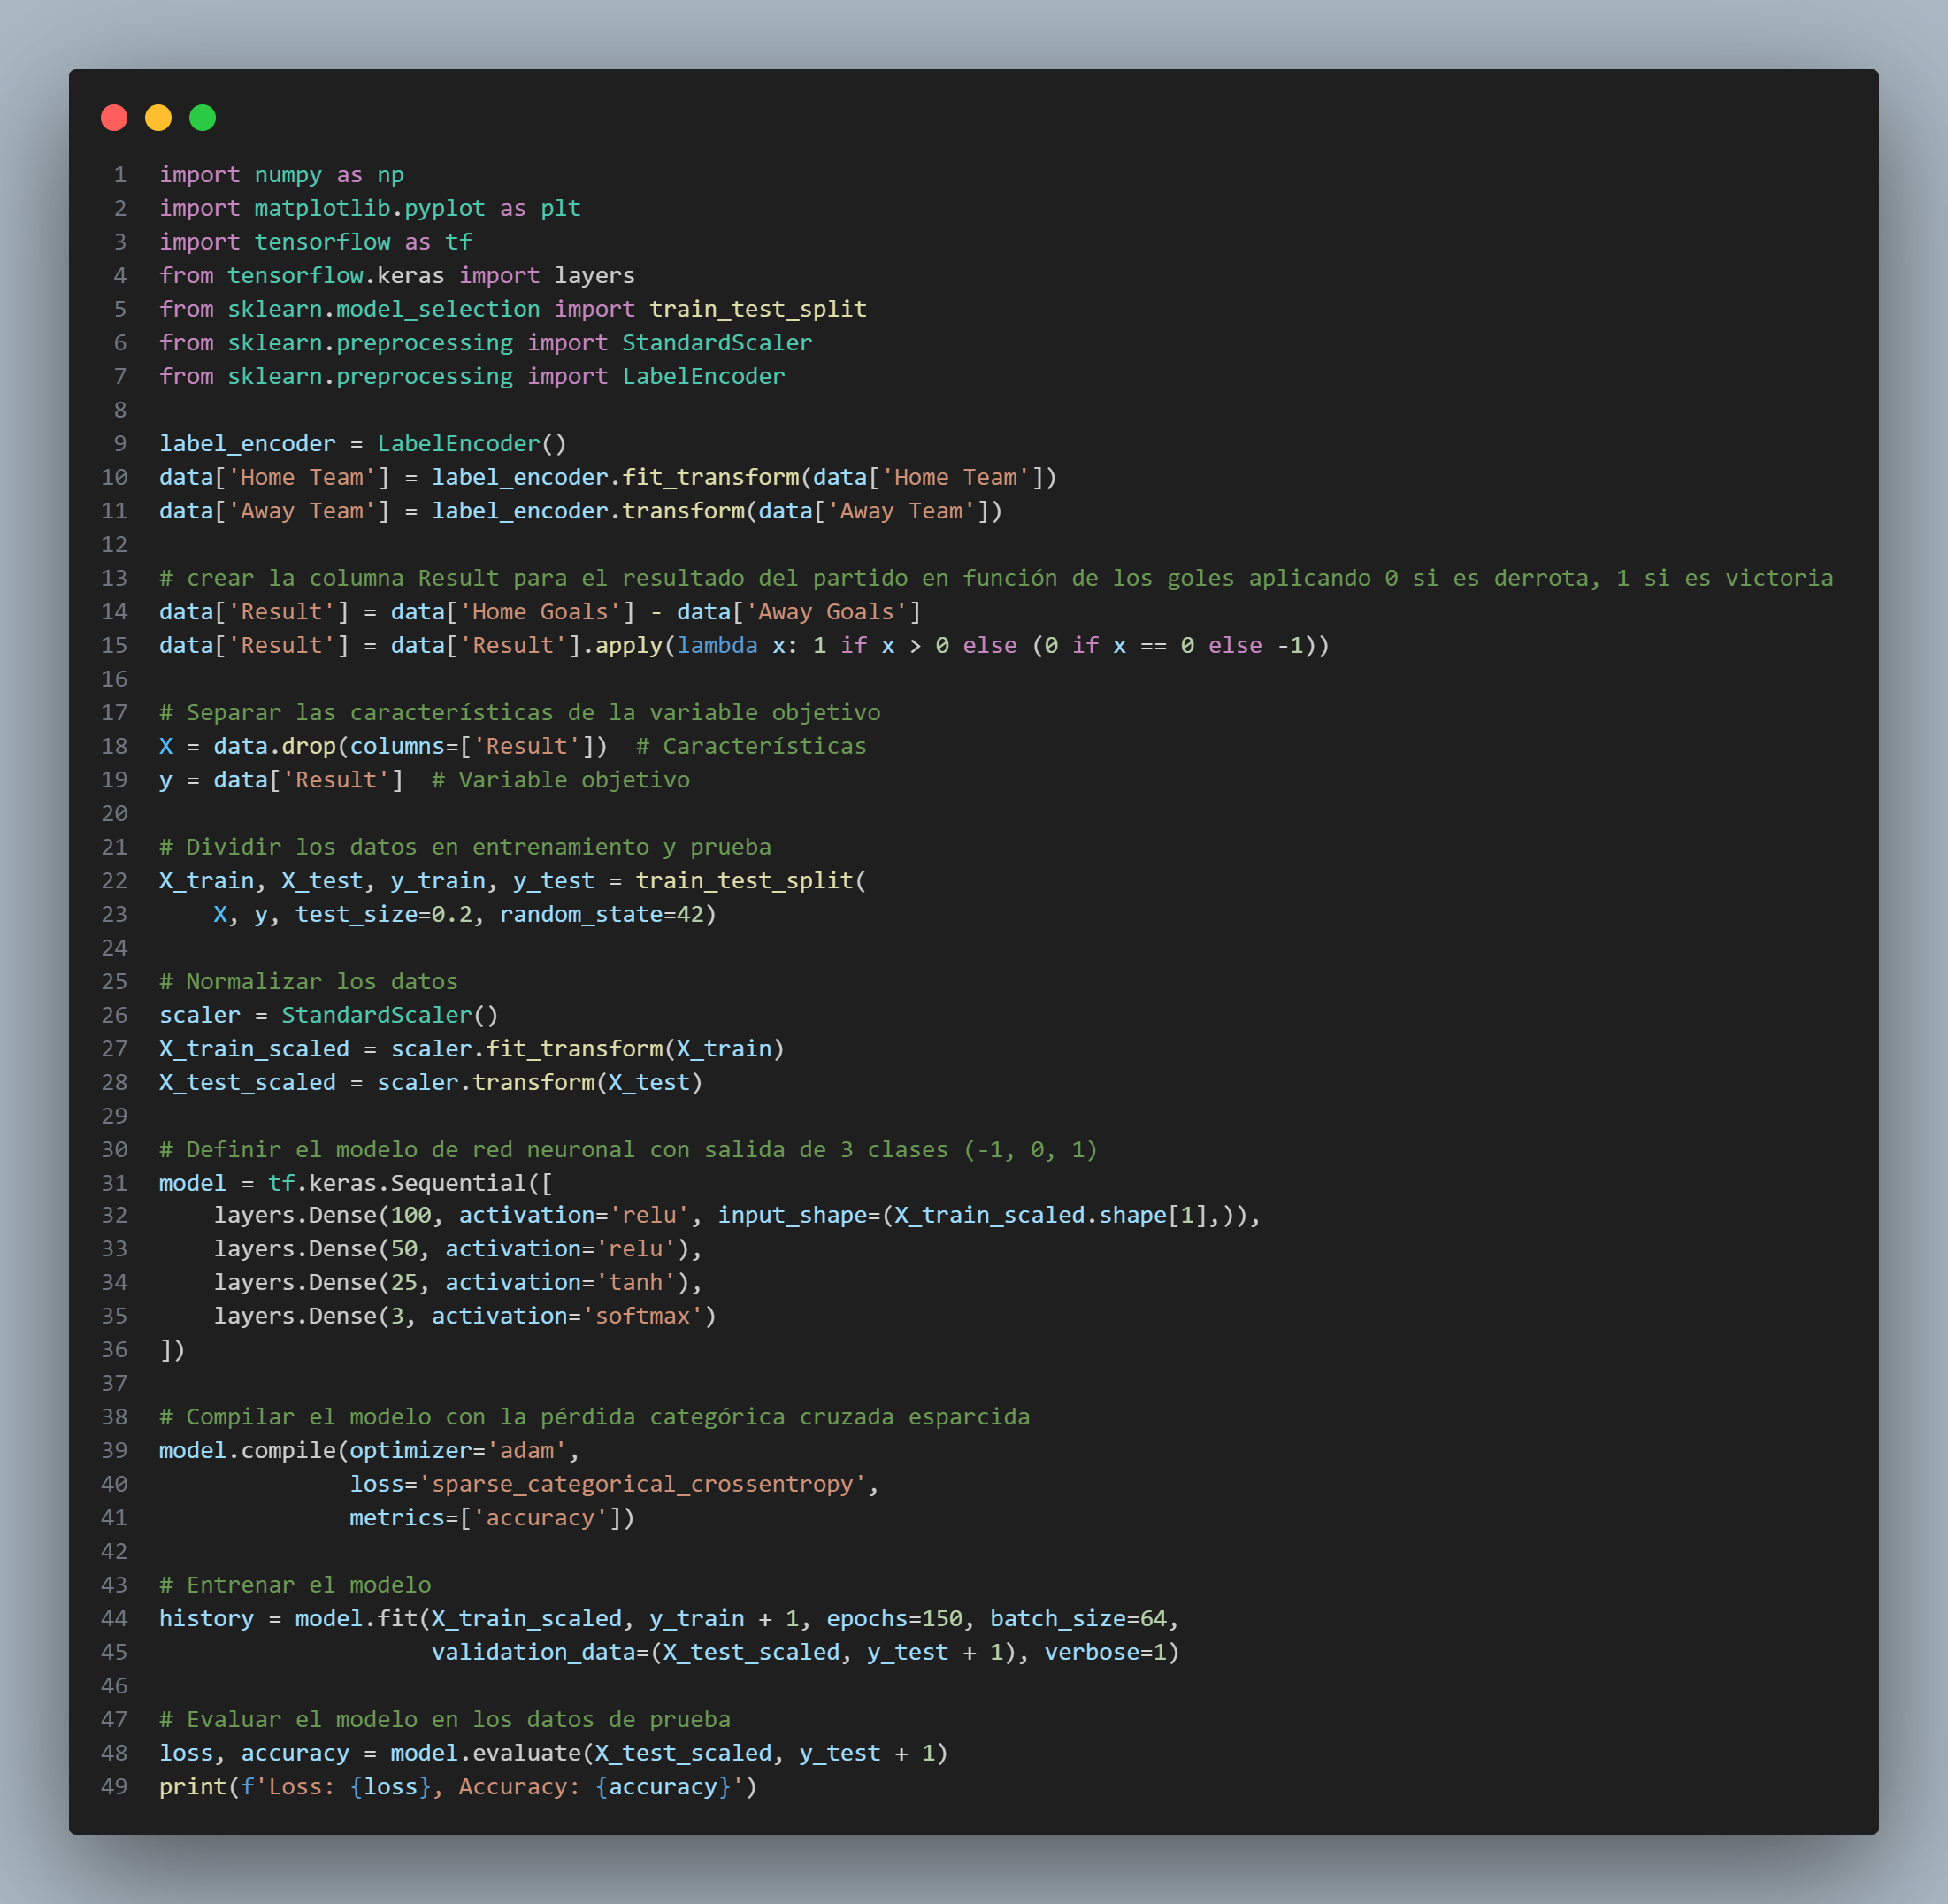 1 import numpy as np
2 import matplotlib.pyplot as plt
3 import tensorflow as tf
4 from tensorflow.keras import layers
5 from sklearn.model_selection import train_test_split
6 from sklearn.preprocessing import StandardScaler
7 from sklearn.preprocessing import LabelEncoder
8
9 label_encoder = LabelEncoder()
10 data['Home Team'] = label_encoder.fit_transform(data['Home Team'])
11 data['Away Team'] = label_encoder.transform(data['Away Team'])
12
13 # crear la columna Result para el resultado del partido en función de los goles aplicando 0 si es derrota, 1 si es victoria
14 data['Result'] = data['Home Goals'] - data['Away Goals']
15 data['Result'] = data['Result'].apply(lambda x: 1 if x > 0 else (0 if x == 0 else -1))
16
17 # Separar las características de la variable objetivo
18 X = data.drop(columns=['Result'])  # Características
19 y = data['Result']  # Variable objetivo
20
21 # Dividir los datos en entrenamiento y prueba
22 X_train, X_test, y_train, y_test = train_test_split(
23     X, y, test_size=0.2, random_state=42)
24
25 # Normalizar los datos
26 scaler = StandardScaler()
27 X_train_scaled = scaler.fit_transform(X_train)
28 X_test_scaled = scaler.transform(X_test)
29
30 # Definir el modelo de red neuronal con salida de 3 clases (-1, 0, 1)
31 model = tf.keras.Sequential([
32     layers.Dense(100, activation='relu', input_shape=(X_train_scaled.shape[1],)),
33     layers.Dense(50, activation='relu'),
34     layers.Dense(25, activation='tanh'),
35     layers.Dense(3, activation='softmax')
36 ])
37
38 # Compilar el modelo con la pérdida categórica cruzada esparcida
39 model.compile(optimizer='adam',
40               loss='sparse_categorical_crossentropy',
41               metrics=['accuracy'])
42
43 # Entrenar el modelo
44 history = model.fit(X_train_scaled, y_train + 1, epochs=150, batch_size=64,
45                     validation_data=(X_test_scaled, y_test + 1), verbose=1)
46
47 # Evaluar el modelo en los datos de prueba
48 loss, accuracy = model.evaluate(X_test_scaled, y_test + 1)
49 print(f'Loss: {loss}, Accuracy: {accuracy}')